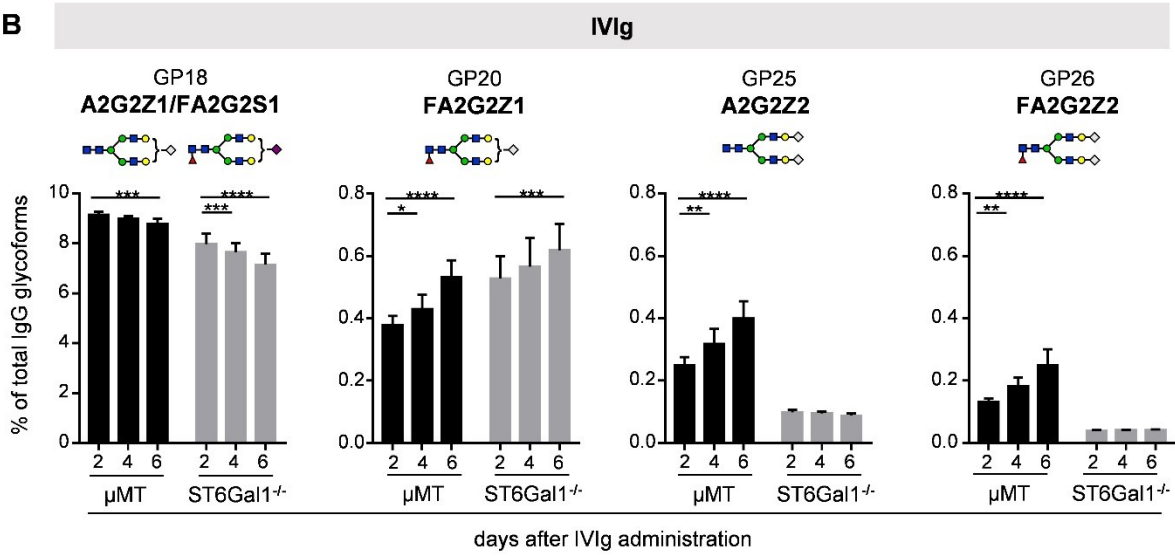 B
IVIg
GP18
A2G2Z1/FA2G2S1
GP20
FA2G2Z1
GP25
A2G2Z2
GP26
FA2G2Z2
% of total IgG glycoforms
10
8
6
4
2
0
***
****
***
2 4 6 2 4 6
µMT ST6Gal1-/-
0.8
0.6
0.4
0.2
0.0
****
*
***
2 4 6 2 4 6
µMT ST6Gal1-/-
0.8
0.6
0.4
0.2
0.0
****
**
2 4 6 2 4 6
µMT ST6Gal1-/-
0.8
0.6
0.4
0.2
0.0
****
**
2 4 6 2 4 6
µMT ST6Gal1-/-
days after IVIg administration